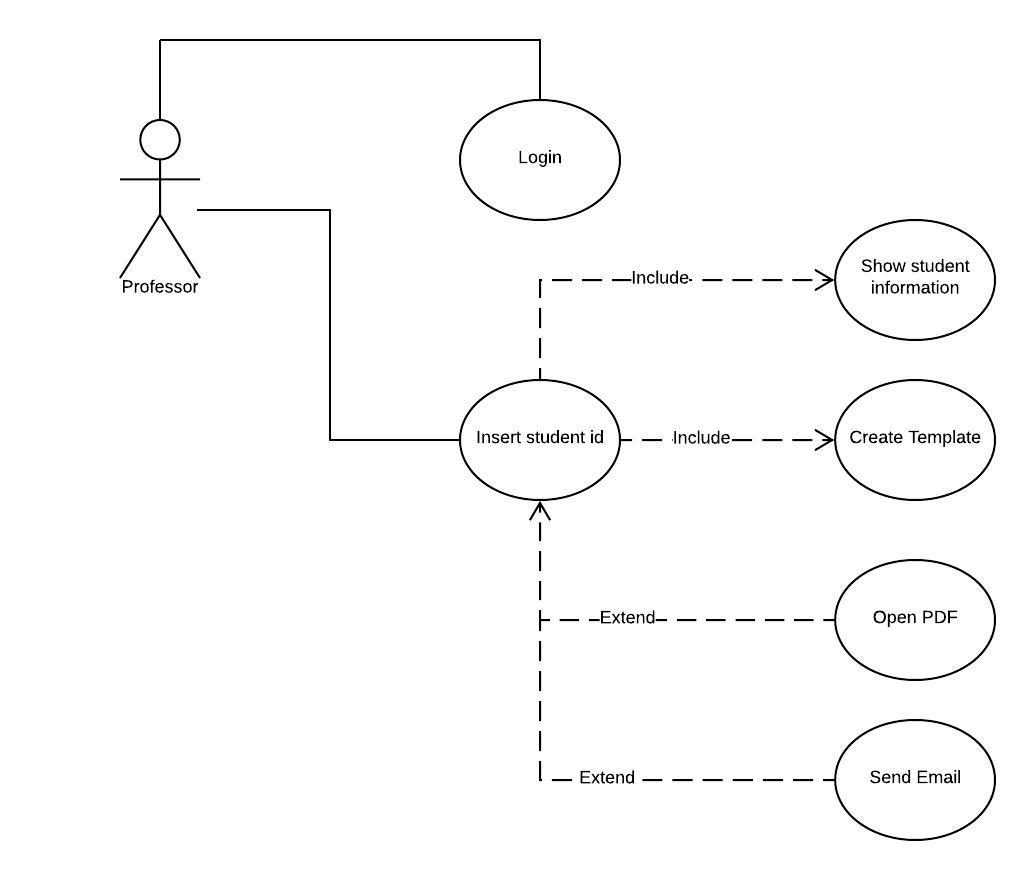 Login
Professor
Show student
information
Include
Insert student id
Include
Create Template
Extend
Open PDF
Extend
Send Email